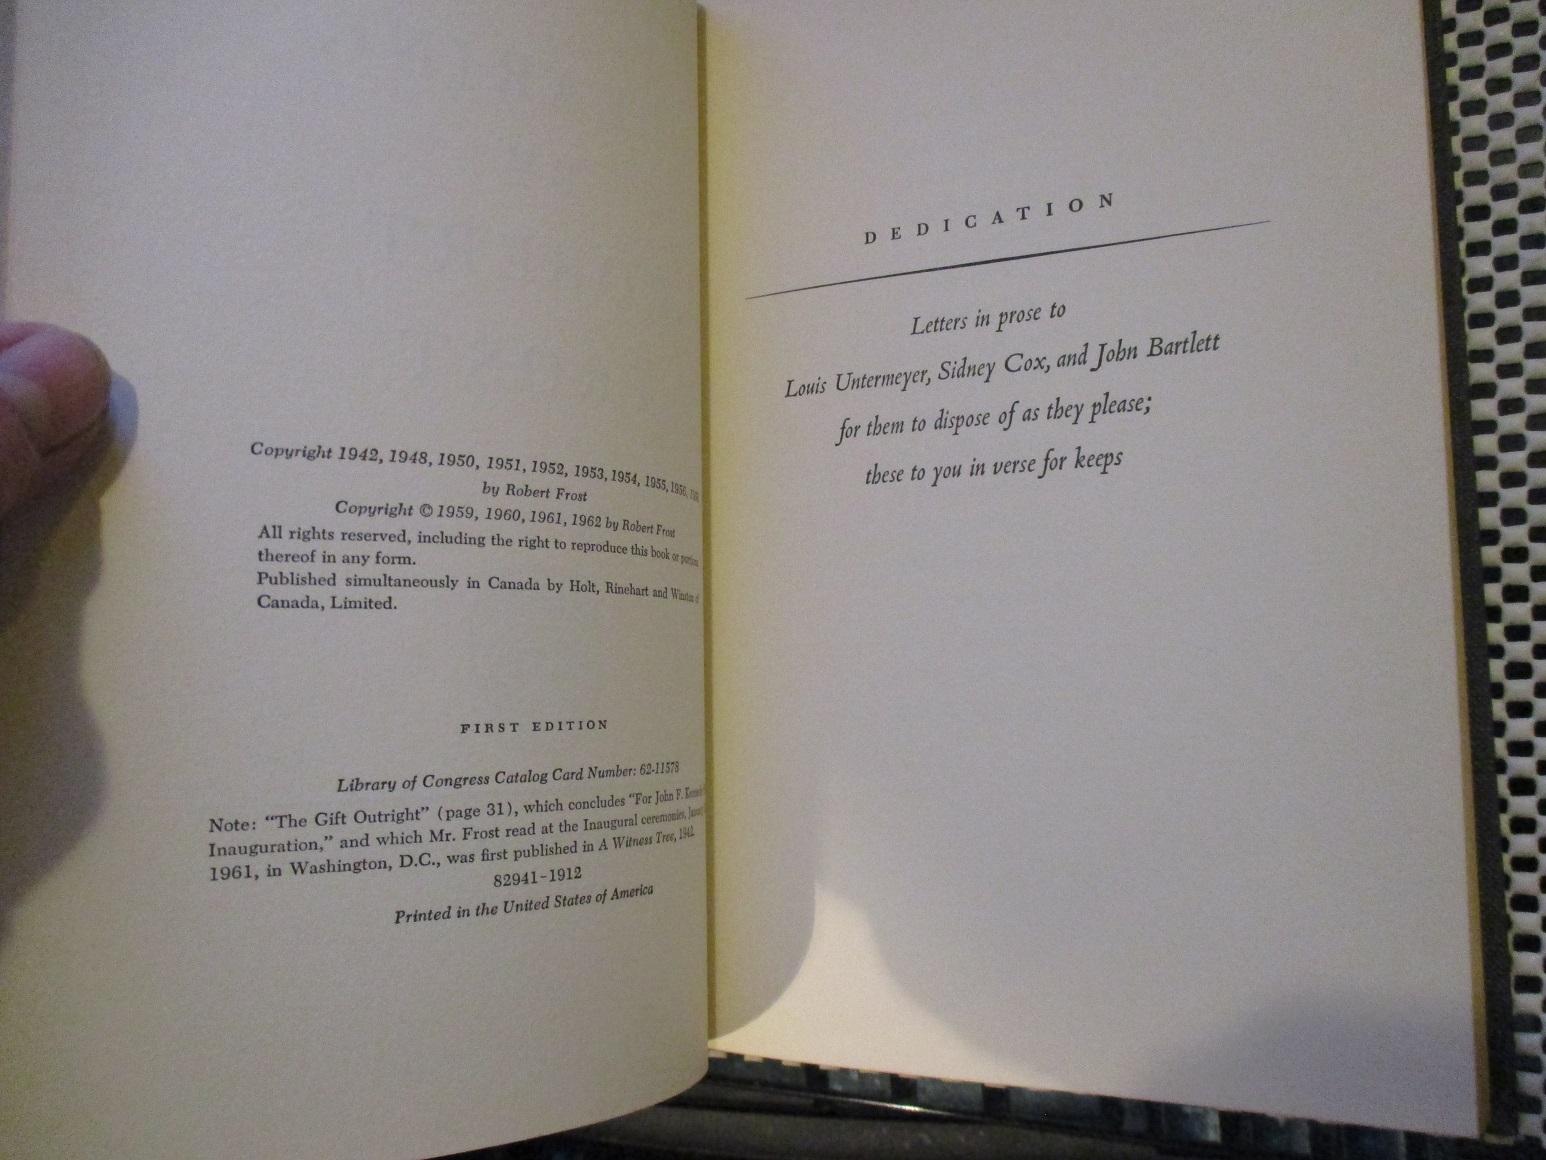 Copyright 1942, 1948, 1950, 1951, 1952, 1953, 1954, 1955, 1956,
by Robert Frost
Copyright © 1959, 1960, 1961, 1962 by Robert Frost
All rights reserved, including the right to reproduce this book or
thereof in any form.
Published simultaneously in Canada by Holt, Rinehart and Winston of
Canada, Limited.
FIRST EDITION
Library of Congress Catalog Card Number: 62-11578
Note: “The Gift Outright” (page 31), which concludes “For John F.
Inauguration,” and which Mr. Frost read at the Inaugural ceremonies,
1961, in Washington, D.C., was first published in A Witness Tree, 1942.
82941-1912
Printed in the United States of America
DEDICATION
Letters in prose to
Louis Untermeyer, Sidney Cox, and John Bartlett
for them to dispose of as they please;
these to you in verse for keeps